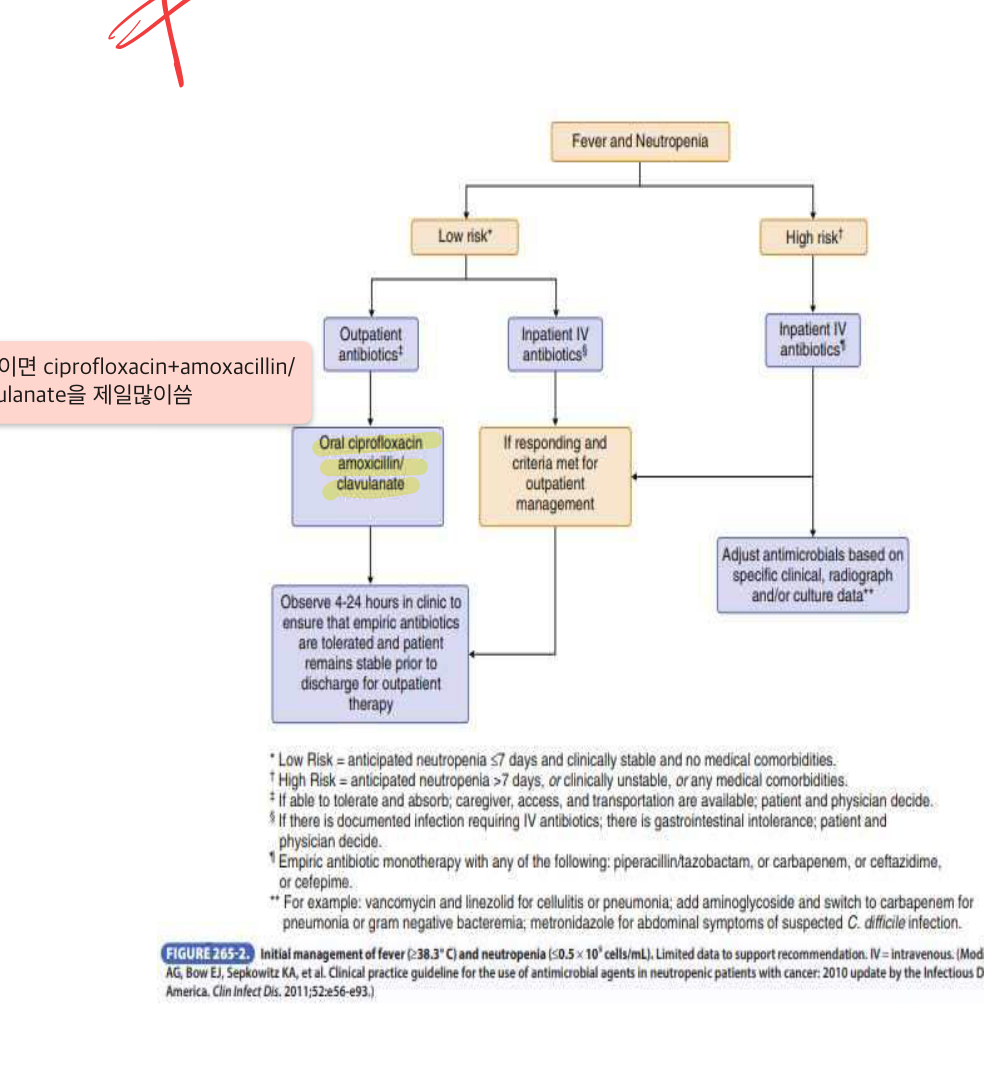 Fever and Neutropenia
Low risk*
High risk†
Outpatient
antibiotics‡
Inpatient IV
antibiotics§
Inpatient IV
antibiotics¶
이면 ciprofloxacin+amoxacillin/
ulanate을 제일많이씀
Oral ciprofloxacin
amoxicillin/
clavulanate
If responding and
criteria met for
outpatient
management
Adjust antimicrobials based on
specific clinical, radiograph
and/or culture data**
Observe 4-24 hours in clinic to
ensure that empiric antibiotics
are tolerated and patient
remains stable prior to
discharge for outpatient
therapy
* Low Risk = anticipated neutropenia ≤7 days and clinically stable and no medical comorbidities.
† High Risk = anticipated neutropenia >7 days, or clinically unstable, or any medical comorbidities.
‡ If able to tolerate and absorb; caregiver, access, and transportation are available; patient and physician decide.
§ If there is documented infection requiring IV antibiotics; there is gastrointestinal intolerance; patient and
physician decide.
¶ Empiric antibiotic monotherapy with any of the following: piperacillin/tazobactam, or carbapenem, or ceftazidime,
or cefepime.
** For example: vancomycin and linezolid for cellulitis or pneumonia; add aminoglycoside and switch to carbapenem for
pneumonia or gram negative bacteremia; metronidazole for abdominal symptoms of suspected C. difficile infection.
FIGURE 265-2. Initial management of fever (≥38.3° C) and neutropenia (≤0.5 × 10⁹ cells/mL). Limited data to support recommendation. IV = intravenous. (Mod
AG, Bow EJ, Sepkowitz KA, et al. Clinical practice guideline for the use of antimicrobial agents in neutropenic patients with cancer: 2010 update by the Infectious D
America. Clin Infect Dis. 2011;52:e56-e93.)